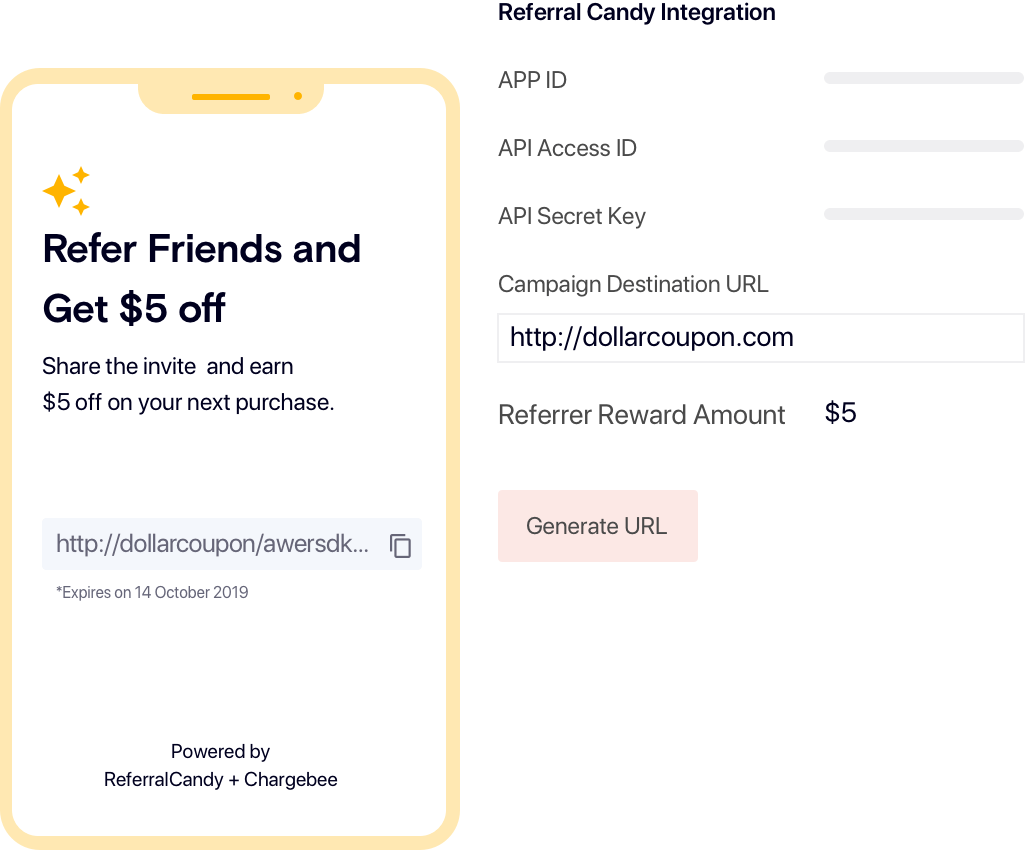 Refer Friends and
Get $5 off
Share the invite  and earn
$5 off on your next purchase.
http://dollarcoupon/awersdk...
*Expires on 14 October 2019
Powered by
ReferralCandy + Chargebee
Referral Candy Integration
APP ID
API Access ID
API Secret Key
Campaign Destination URL
http://dollarcoupon.com
Referrer Reward Amount $5
Generate URL